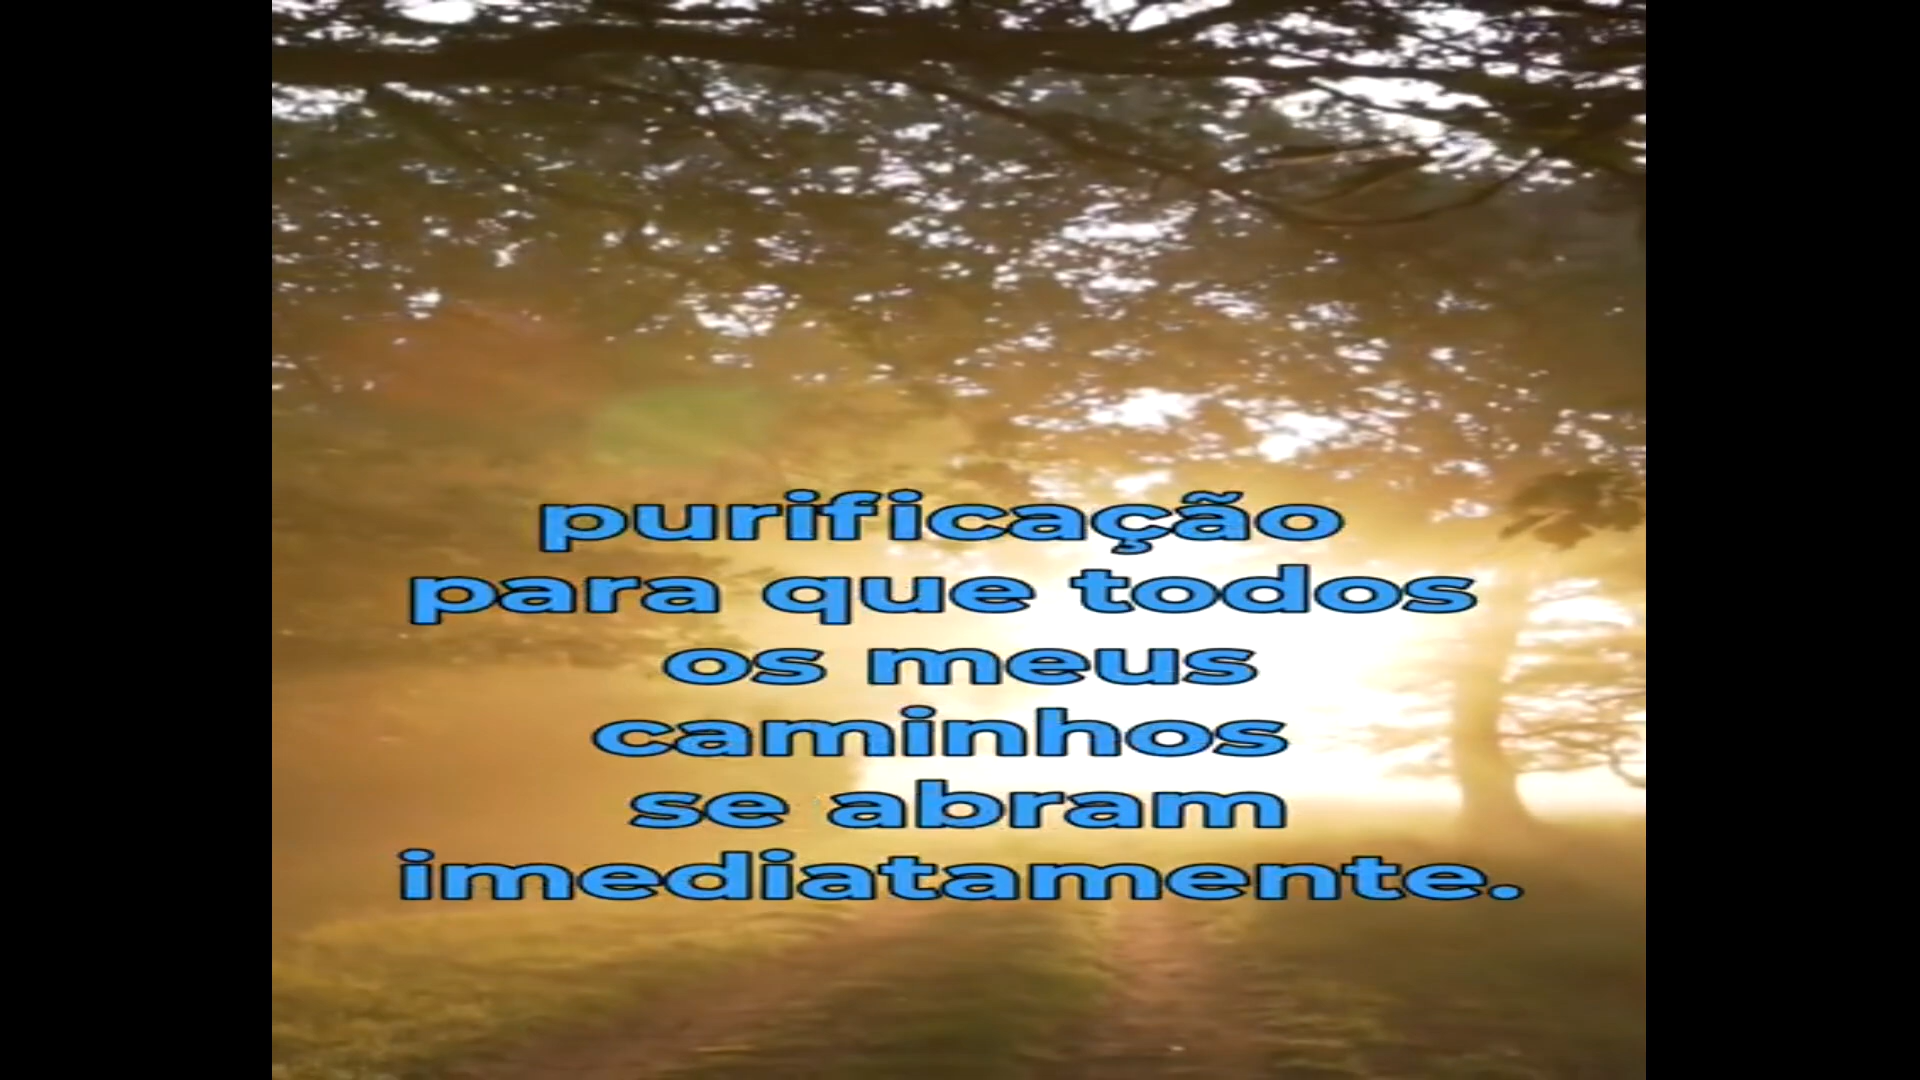 purificação
para que todos
os meus
caminhos
se abram
imediatamente.